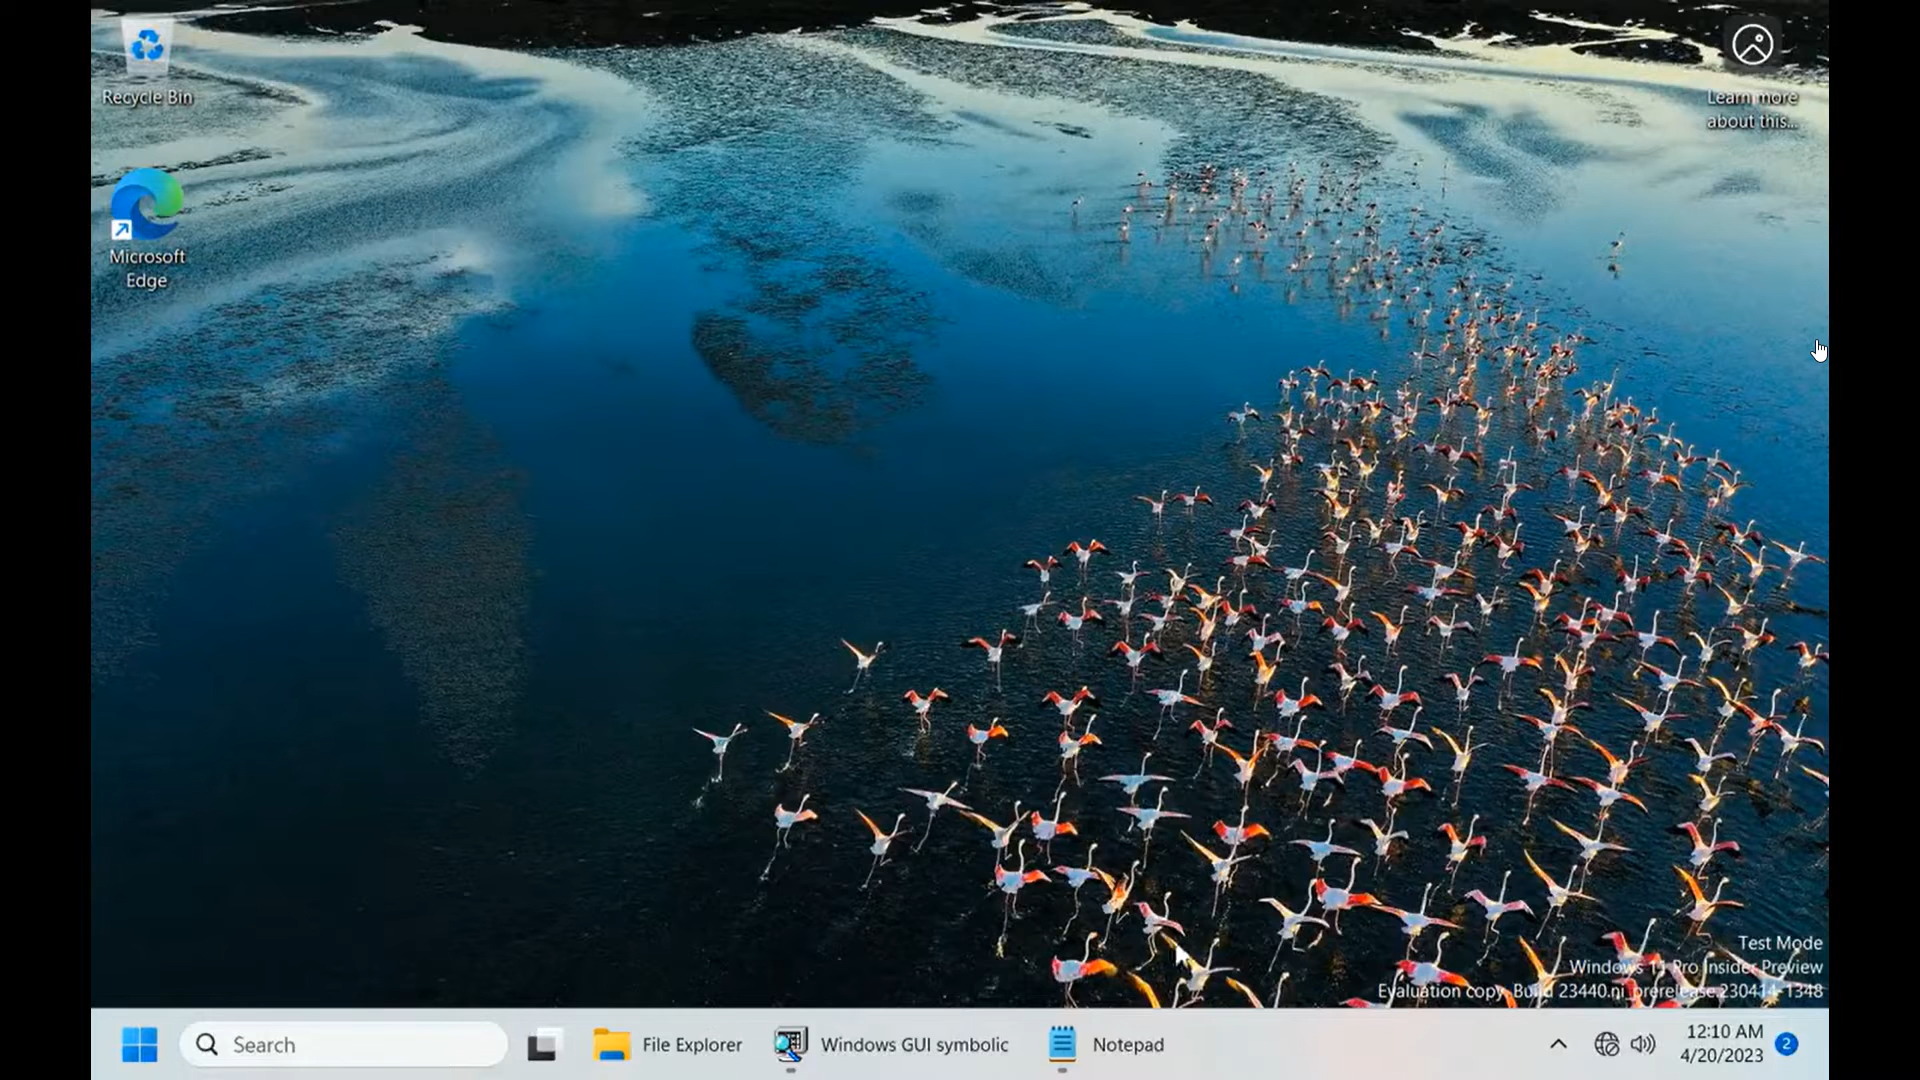 Recycle Bin
Learn more
about this...
Microsoft
Edge
Test Mode
Windows 11 Pro Insider Preview
Evaluation copy. Build 23440.ni_prerelease.230414-1348
Search
File Explorer
Windows GUI symbolic
Notepad
12:10 AM
4/20/2023
2